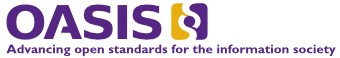 OASIS
Advancing open standards for the information society